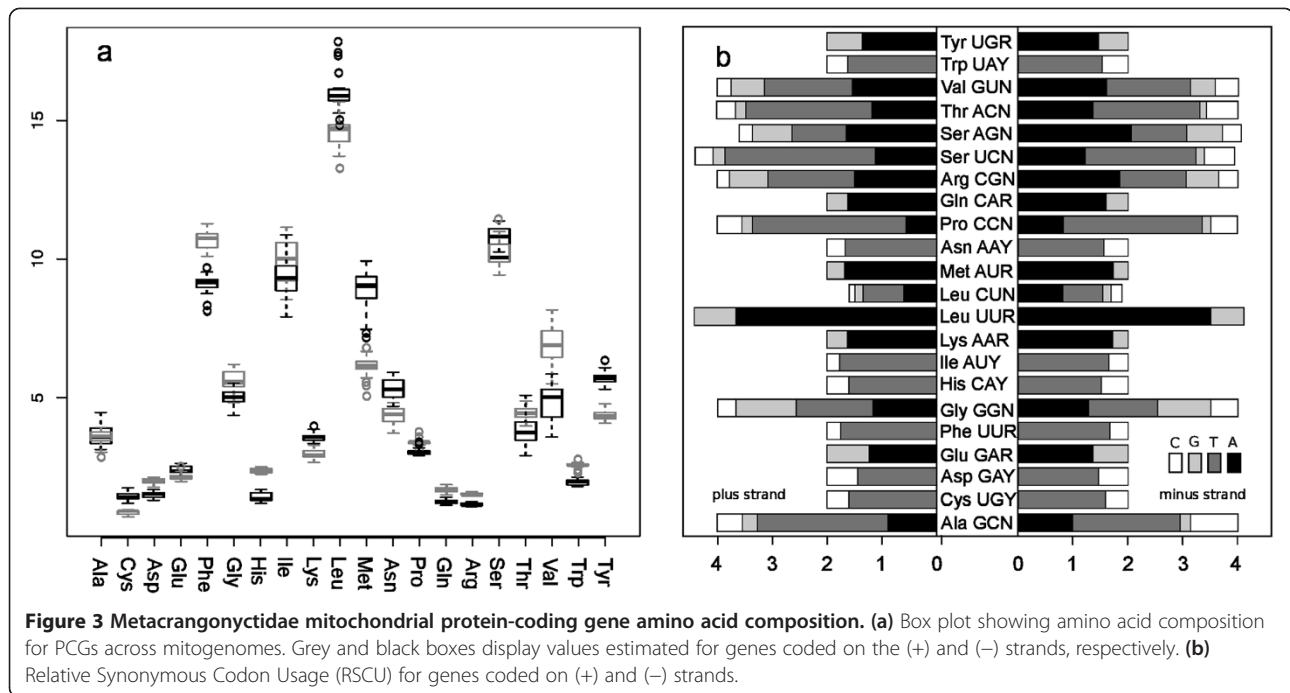 a
15
10
5
Ala
Cys
Asp
Glu
Phe
Gly
His
Ile
Lys
Leu
Met
Asn
Pro
Gln
Arg
Ser
Thr
Val
Trp
Tyr
b
Tyr UGR
Trp UAY
Val GUN
Thr ACN
Ser AGN
Ser UCN
Arg CGN
Gln CAR
Pro CCN
Asn AAY
Met AUR
Leu CUN
Leu UUR
Lys AAR
Ile AUY
His CAY
Gly GGN
Phe UUR
Glu GAR
Asp GAY
Cys UGY
Ala GCN
C G T A
plus strand
minus strand
4 3 2 1 0 0 1 2 3 4
Figure 3 Metacrangonyctidae mitochondrial protein-coding gene amino acid composition. (a) Box plot showing amino acid composition
for PCGs across mitogenomes. Grey and black boxes display values estimated for genes coded on the (+) and (−) strands, respectively. (b)
Relative Synonymous Codon Usage (RSCU) for genes coded on (+) and (−) strands.